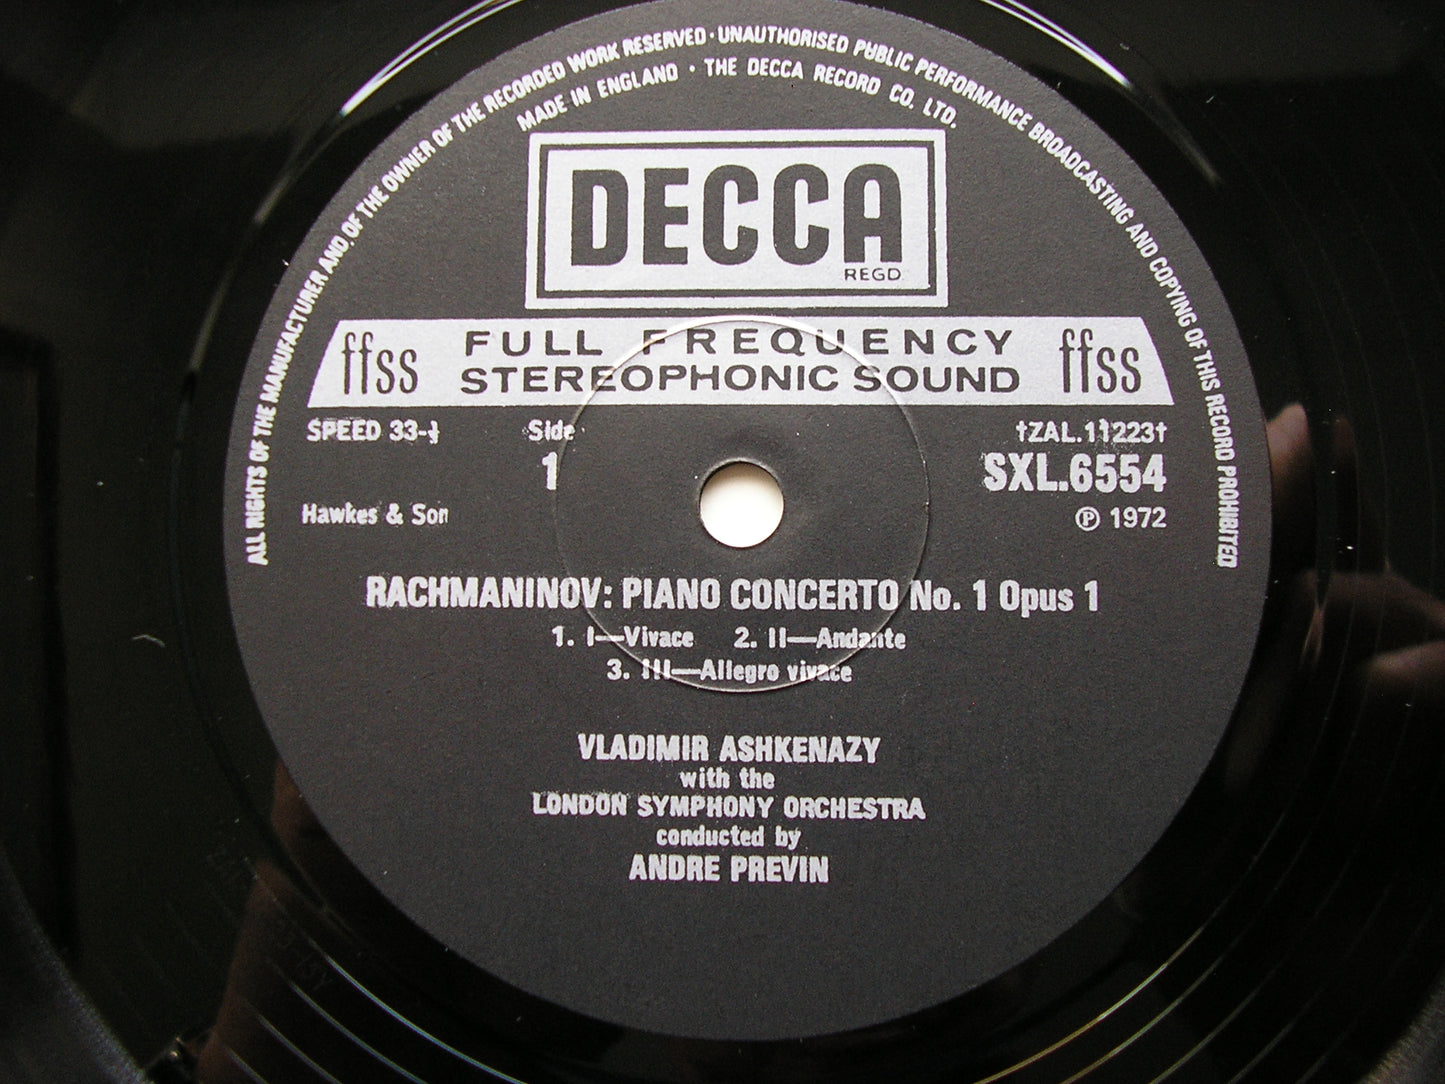 ALL RIGHTS OF THE MANUFACTURER AND OF THE OWNER OF THE RECORDED WORK RESERVED · UNAUTHORISED PUBLIC PERFORMANCE BROADCASTING AND COPYING OF THIS RECORD PROHIBITED
MADE IN ENGLAND · THE DECCA RECORD CO. LTD.
DECCA
REGD
ffss FULL FREQUENCY STEREOPHONIC SOUND ffss
SPEED 33-⅓ Side †ZAL.11223†
1 SXL.6554
Hawkes & Son ℗ 1972
RACHMANINOV: PIANO CONCERTO No. 1 Opus 1
1. I—Vivace 2. II—Andante
3. III—Allegro vivace
VLADIMIR ASHKENAZY
with the
LONDON SYMPHONY ORCHESTRA
conducted by
ANDRE PREVIN